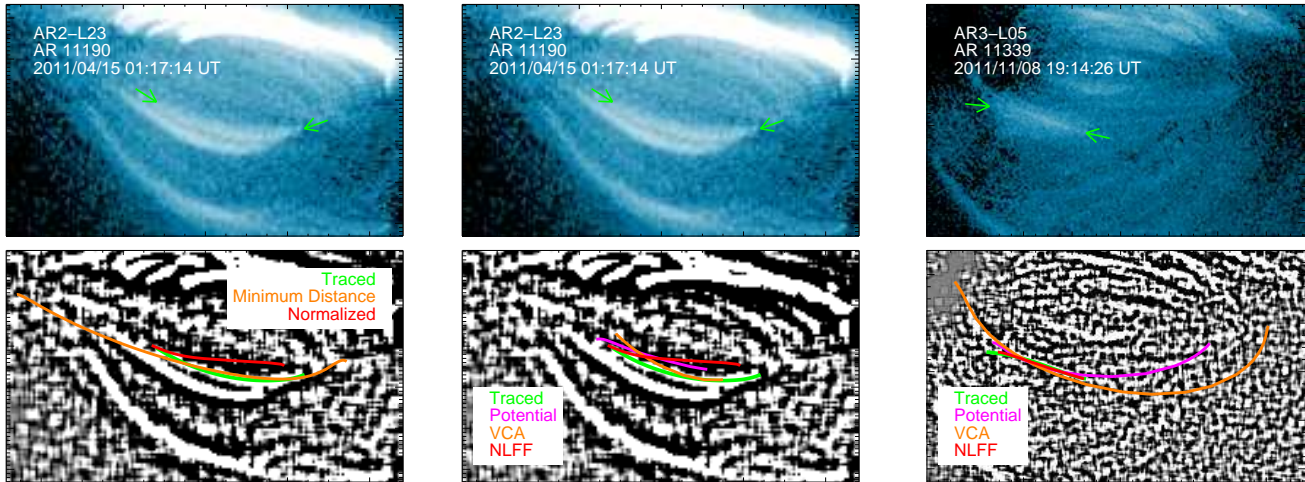 AR2−L23
AR 11190
2011/04/15 01:17:14 UT
AR2−L23
AR 11190
2011/04/15 01:17:14 UT
AR3−L05
AR 11339
2011/11/08 19:14:26 UT
Traced
Minimum Distance
Normalized
Traced
Potential
VCA
NLFF
Traced
Potential
VCA
NLFF